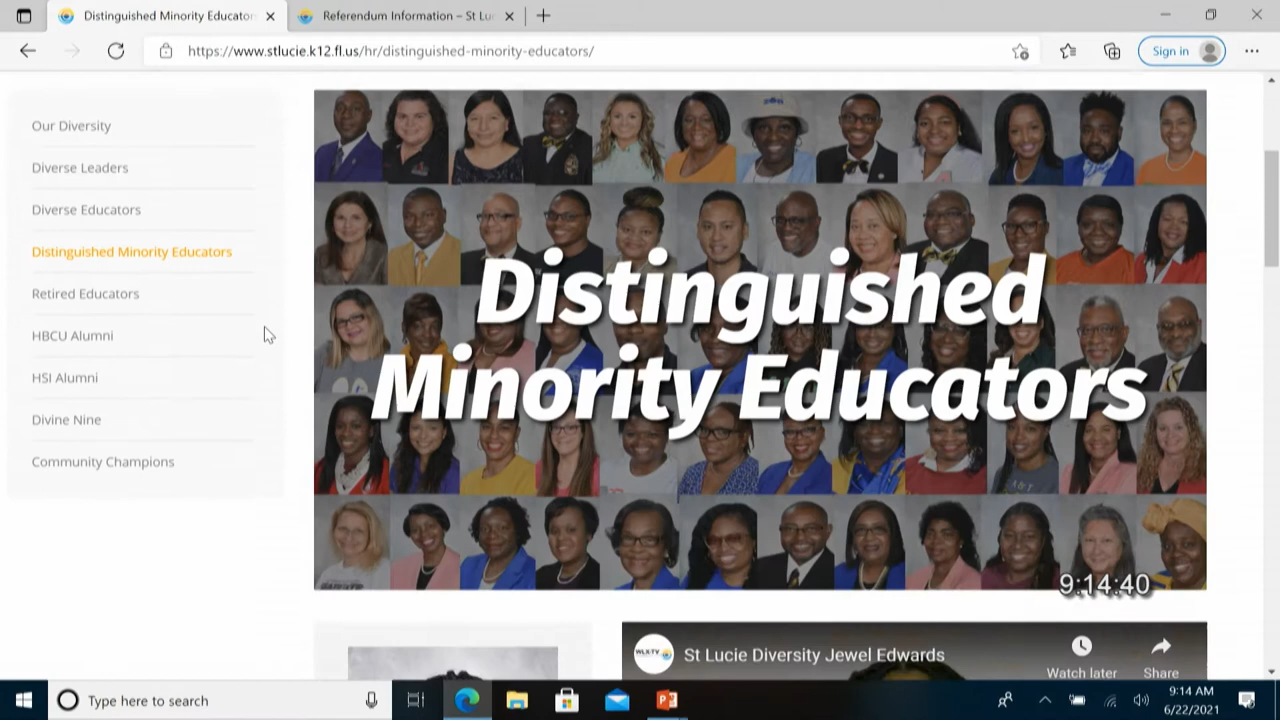 Distinguished Minority Educator
Referendum Information – St Luc
https://www.stlucie.k12.fl.us/hr/distinguished-minority-educators/
Sign in
Our Diversity
Diverse Leaders
Diverse Educators
Distinguished Minority Educators
Retired Educators
HBCU Alumni
HSI Alumni
Divine Nine
Community Champions
Distinguished
Minority Educators
9:14:40
WLX-TV
St Lucie Diversity Jewel Edwards
Watch later
Share
Type here to search
9:14 AM
6/22/2021